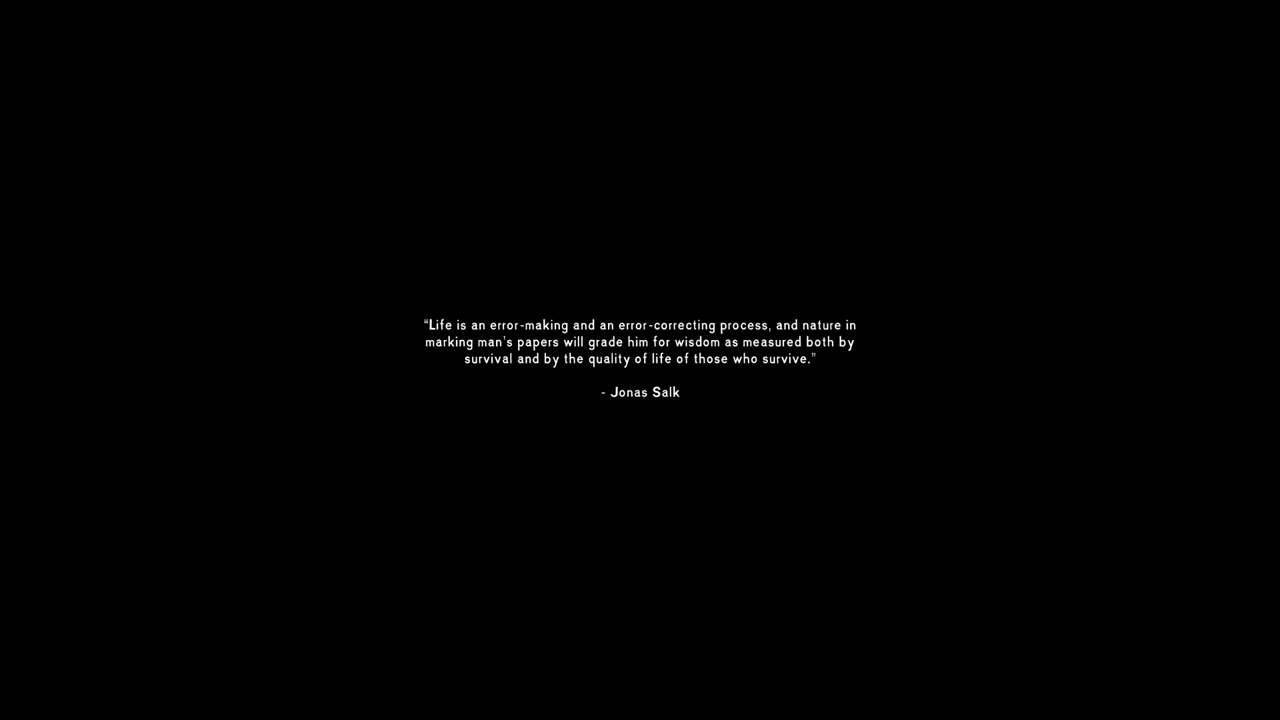 “Life is an error-making and an error-correcting process, and nature in
marking man’s papers will grade him for wisdom as measured both by
survival and by the quality of life of those who survive.”
- Jonas Salk